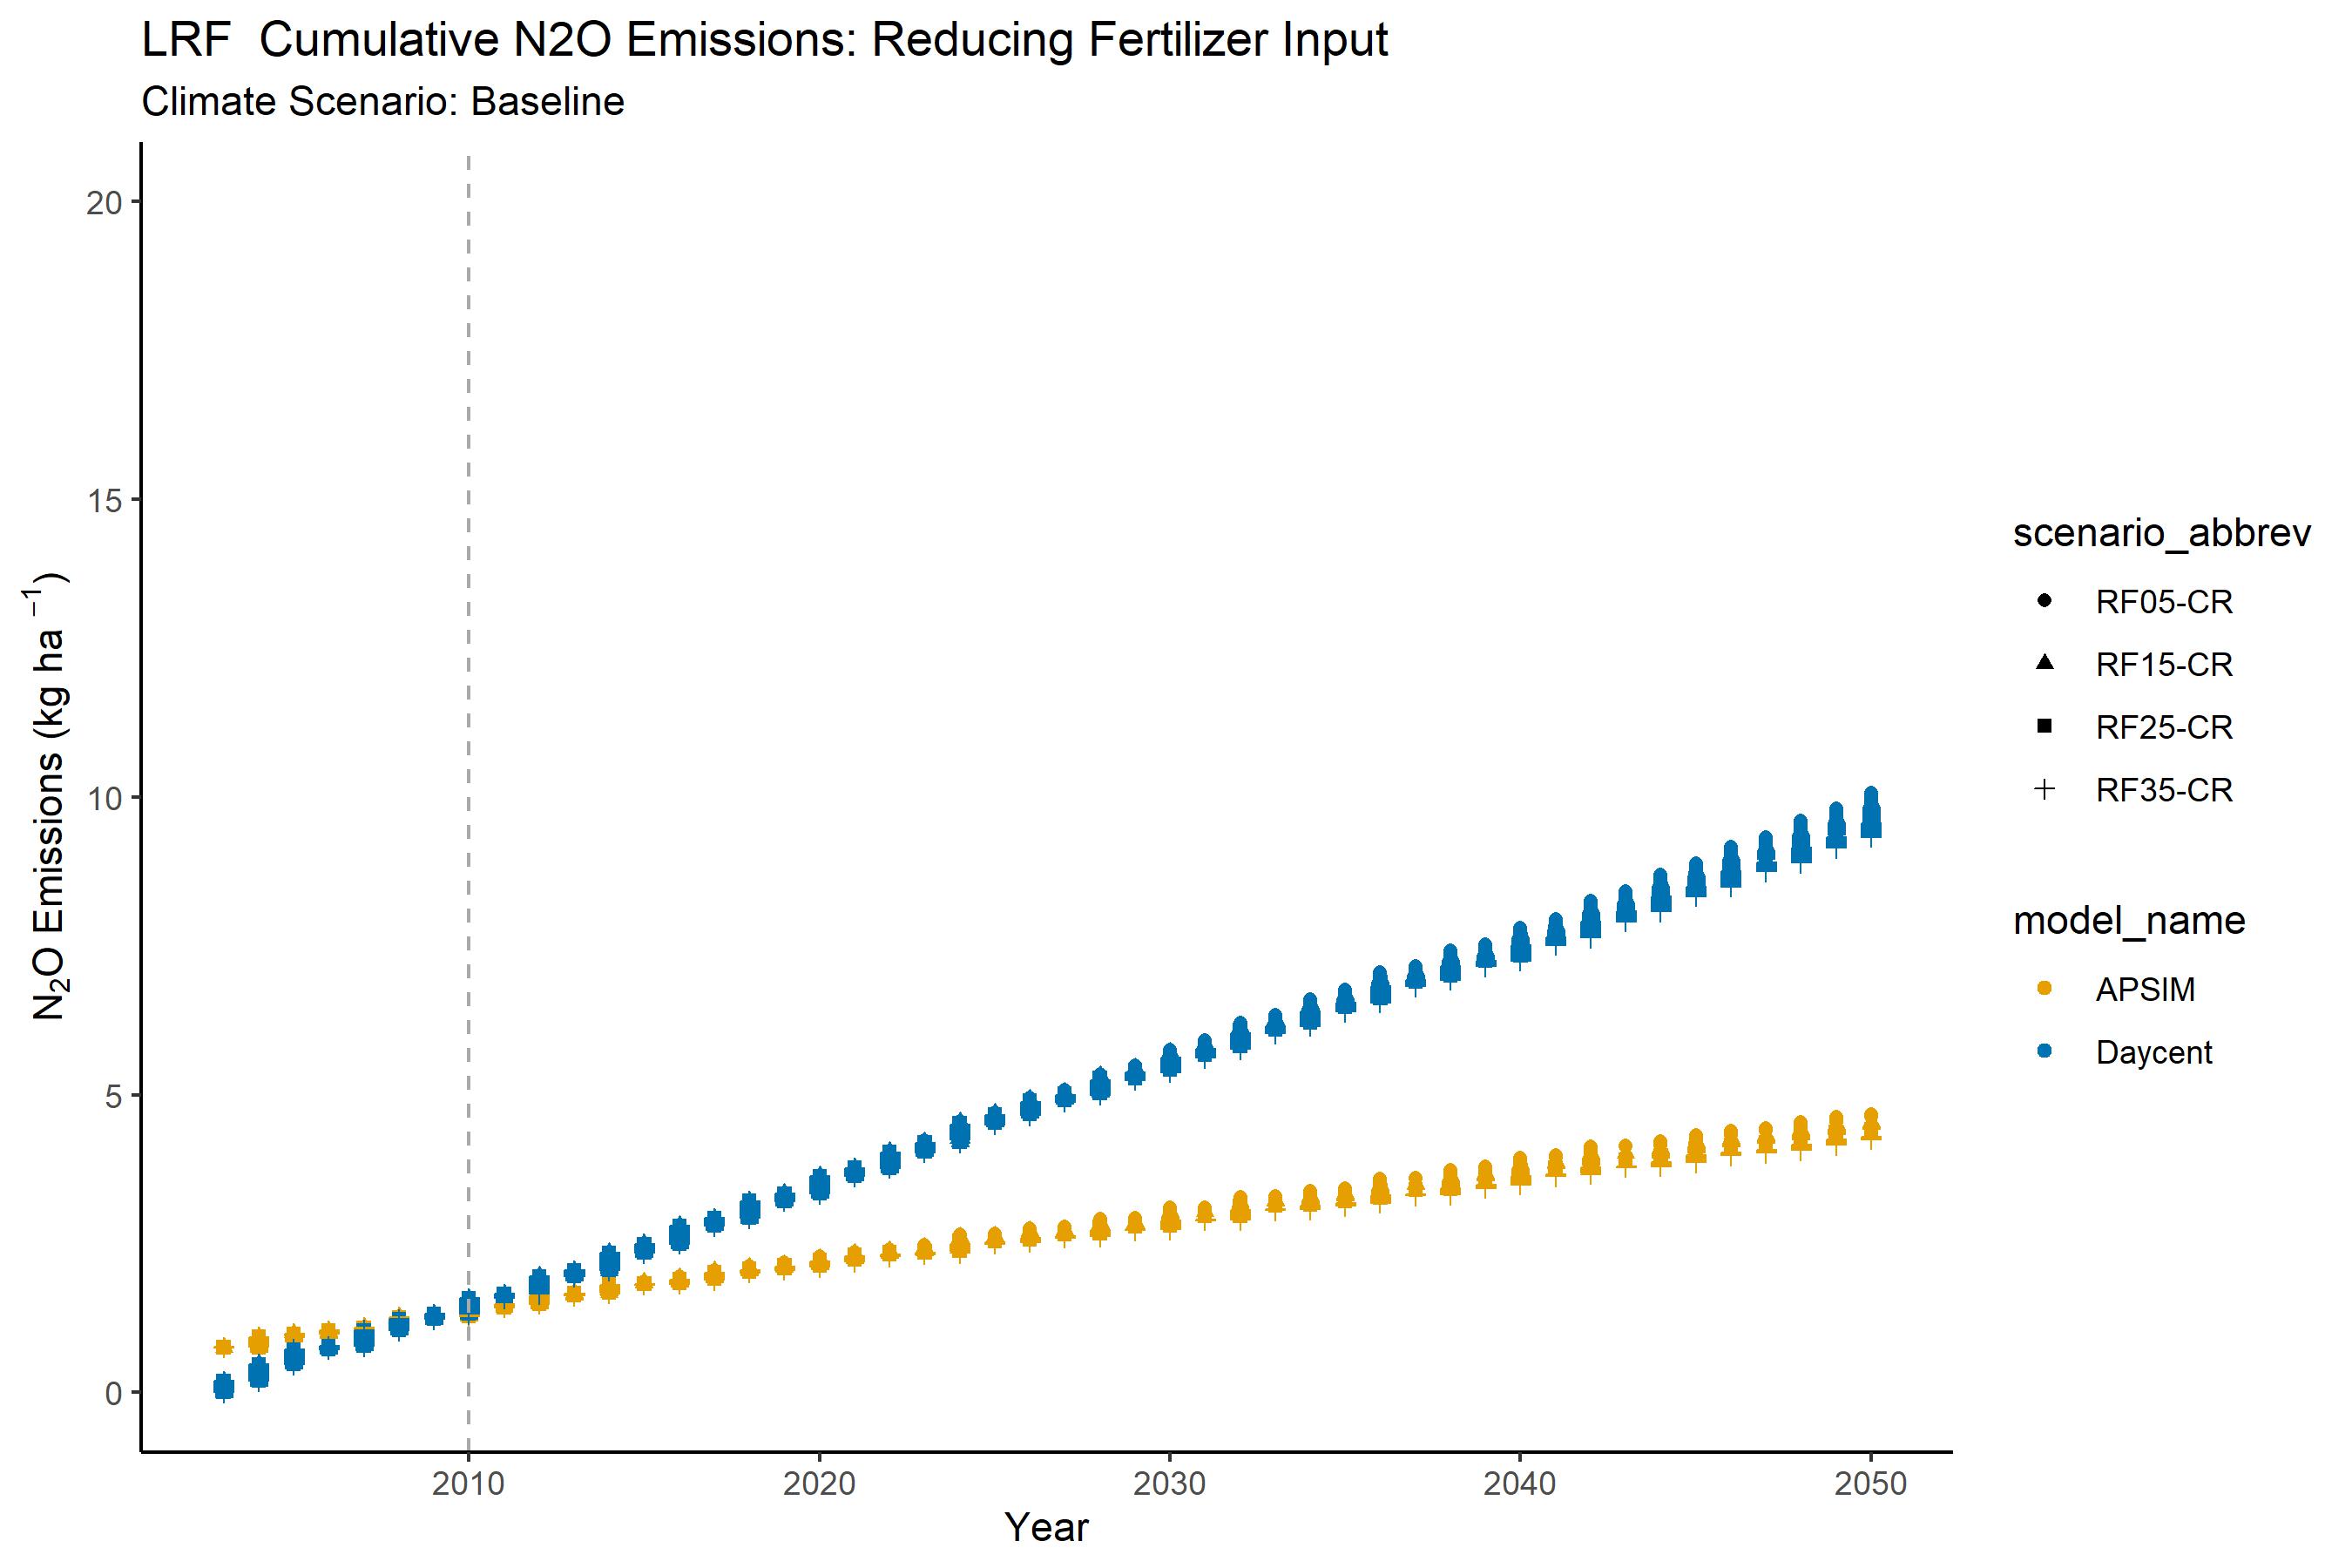 LRF  Cumulative N2O Emissions: Reducing Fertilizer Input
Climate Scenario: Baseline
N₂O Emissions (kg ha ⁻¹)
20
15
10
5
0
2010
2020
2030
2040
2050
Year
scenario_abbrev
RF05-CR
RF15-CR
RF25-CR
RF35-CR
model_name
APSIM
Daycent